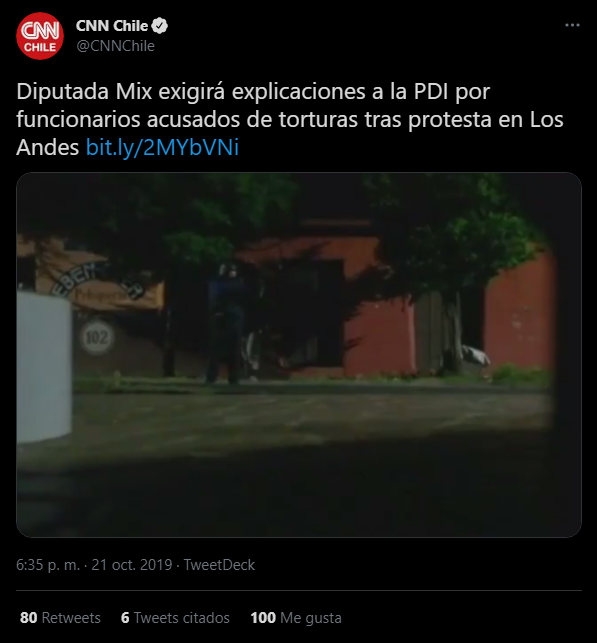 CNN
CHILE
CNN Chile
@CNNChile
Diputada Mix exigirá explicaciones a la PDI por
funcionarios acusados de torturas tras protesta en Los
Andes bit.ly/2MYbVNi
102
6:35 p. m. · 21 oct. 2019 · TweetDeck
80 Retweets 6 Tweets citados 100 Me gusta